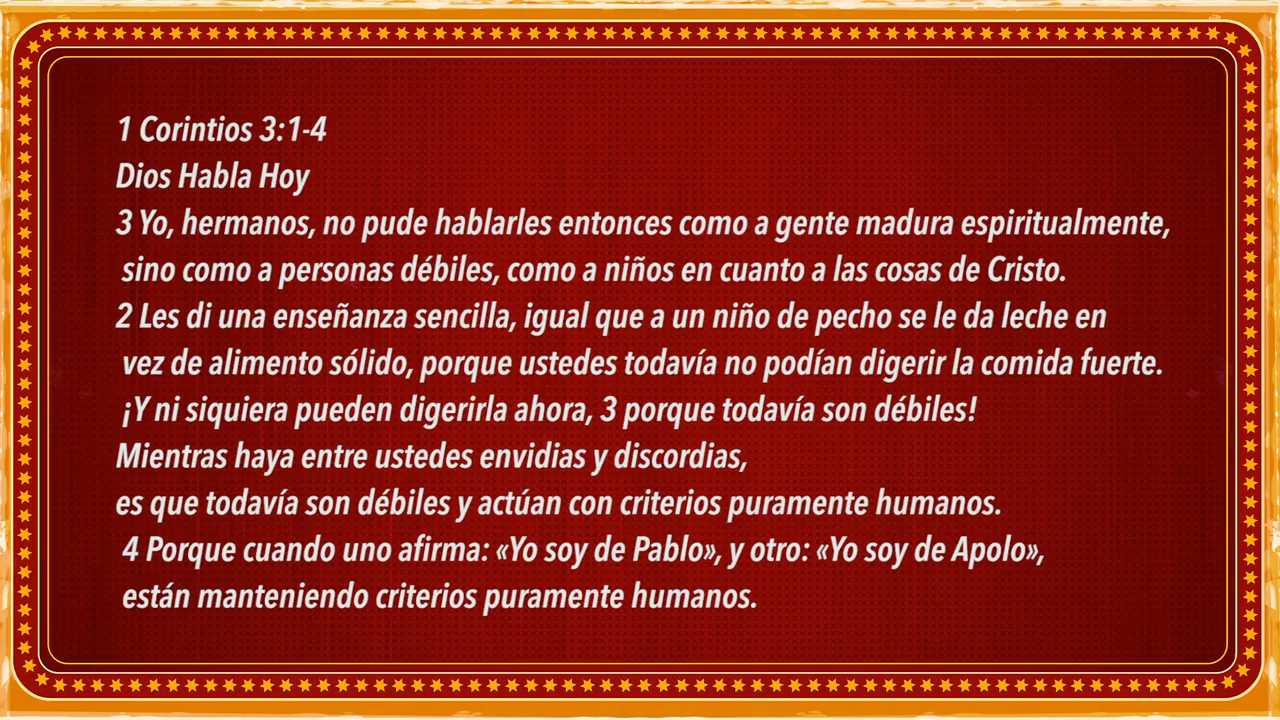 1 Corintios 3:1-4
Dios Habla Hoy
3 Yo, hermanos, no pude hablarles entonces como a gente madura espiritualmente,
sino como a personas débiles, como a niños en cuanto a las cosas de Cristo.
2 Les di una enseñanza sencilla, igual que a un niño de pecho se le da leche en
vez de alimento sólido, porque ustedes todavía no podían digerir la comida fuerte.
¡Y ni siquiera pueden digerirla ahora, 3 porque todavía son débiles!
Mientras haya entre ustedes envidias y discordias,
es que todavía son débiles y actúan con criterios puramente humanos.
4 Porque cuando uno afirma: «Yo soy de Pablo», y otro: «Yo soy de Apolo»,
están manteniendo criterios puramente humanos.